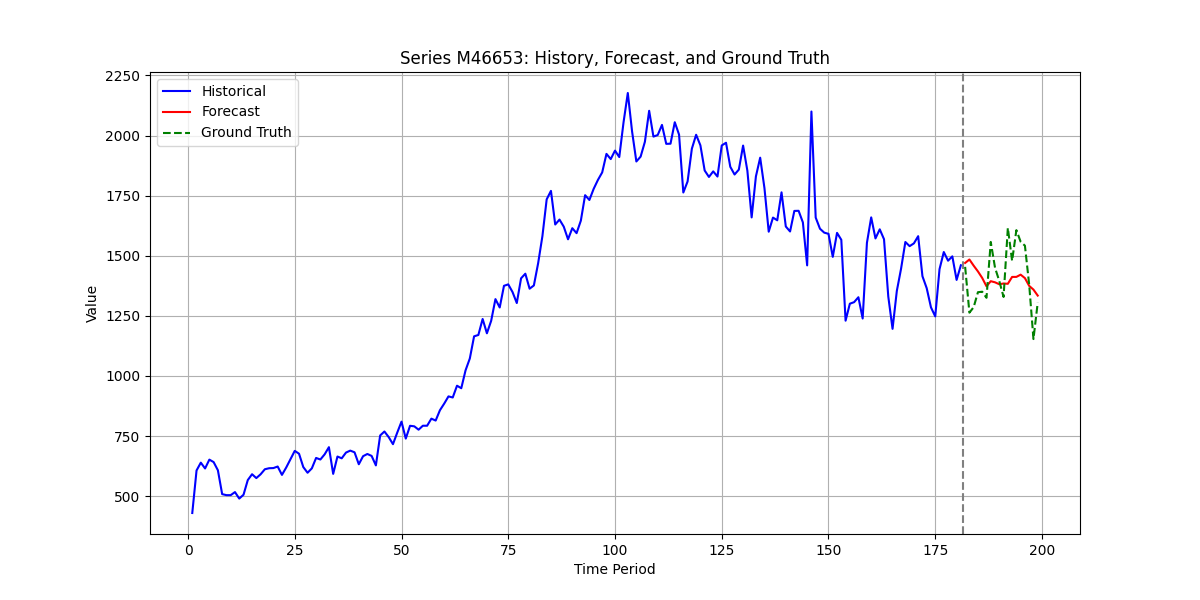 Series M46653: History, Forecast, and Ground Truth
Historical
Forecast
Ground Truth
2250
2000
1750
1500
1250
1000
750
500
Value
0 25 50 75 100 125 150 175 200
Time Period